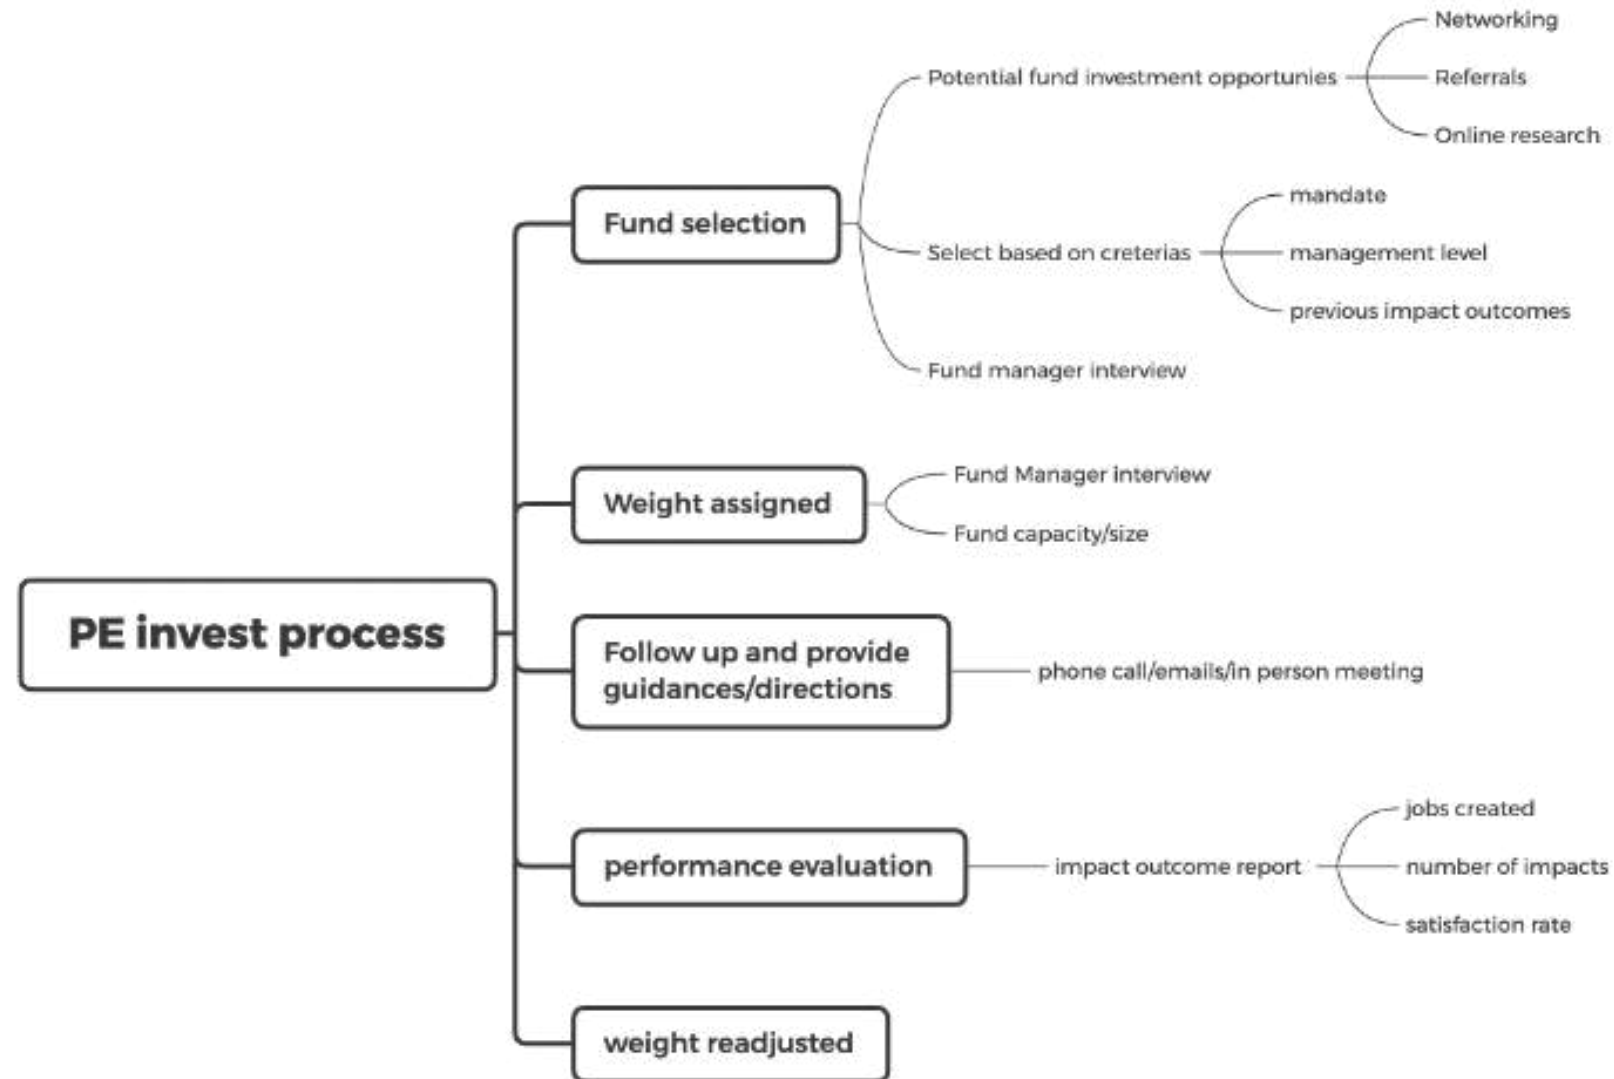 PE invest process
Fund selection
Potential fund investment opportunies
Networking
Referrals
Online research
Select based on creterias
mandate
management level
previous impact outcomes
Fund manager interview
Weight assigned
Fund Manager interview
Fund capacity/size
Follow up and provide
guidances/directions
phone call/emails/in person meeting
performance evaluation
impact outcome report
jobs created
number of impacts
satisfaction rate
weight readjusted